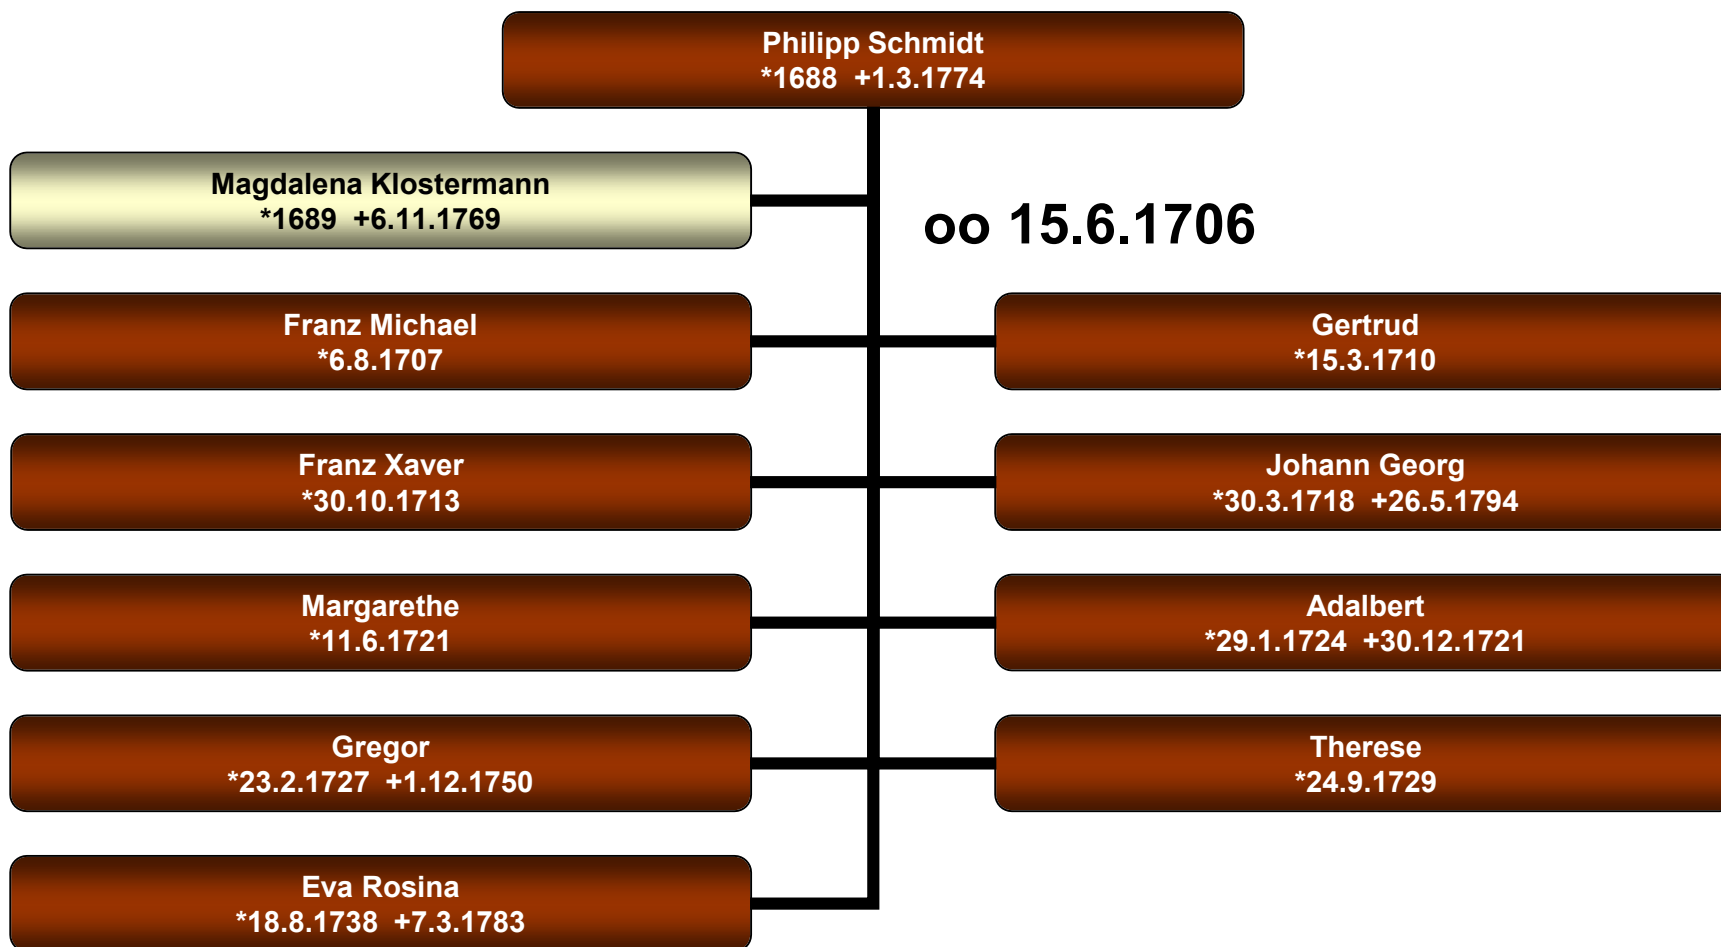 Philipp Schmidt
*1688 +1.3.1774
Magdalena Klostermann
*1689 +6.11.1769
oo 15.6.1706
Franz Michael
*6.8.1707
Gertrud
*15.3.1710
Franz Xaver
*30.10.1713
Johann Georg
*30.3.1718 +26.5.1794
Margarethe
*11.6.1721
Adalbert
*29.1.1724 +30.12.1721
Gregor
*23.2.1727 +1.12.1750
Therese
*24.9.1729
Eva Rosina
*18.8.1738 +7.3.1783